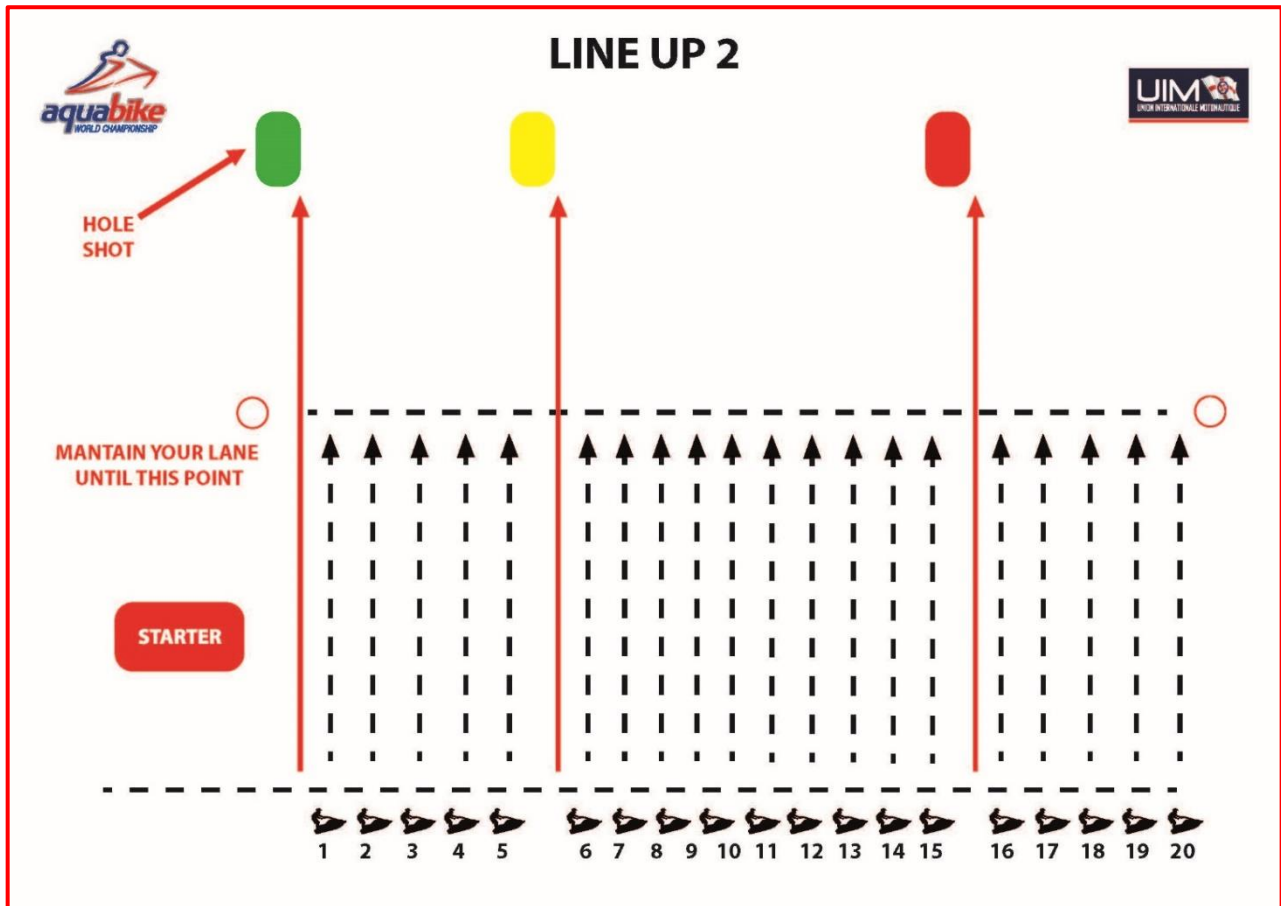 LINE UP 2
aquabike
WORLD CHAMPIONSHIP
UIM
UNION INTERNATIONALE MOTONAUTIQUE
HOLE
SHOT
MANTAIN YOUR LANE
UNTIL THIS POINT
STARTER
1 2 3 4 5 6 7 8 9 10 11 12 13 14 15 16 17 18 19 20